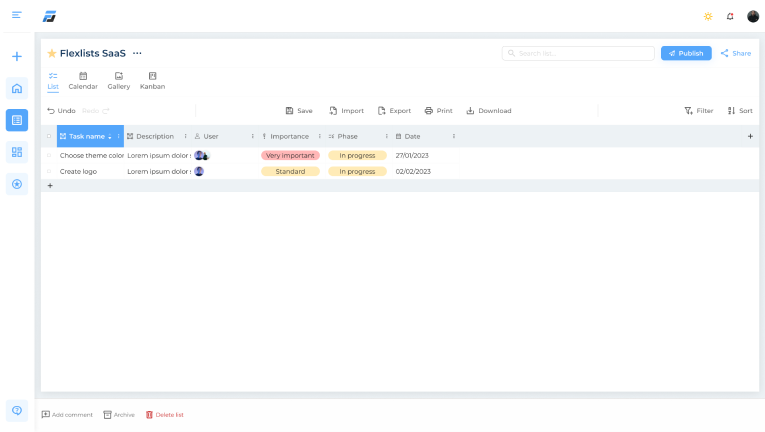 Flexlists SaaS ...
Search list...
Publish
Share
List
Calendar
Gallery
Kanban
Undo
Redo
Save
Import
Export
Print
Download
Filter
Sort
Task name
Description
User
Importance
Phase
Date
Choose theme color Lorem ipsum dolor Very important In progress 27/01/2023
Create logo Lorem ipsum dolor Standard In progress 02/02/2023
Add comment
Archive
Delete list